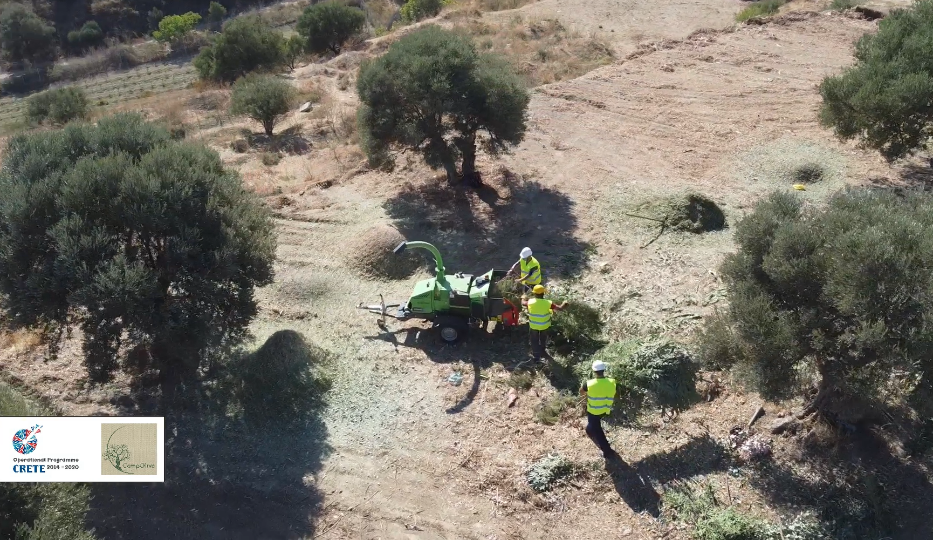 Operational Programme
CRETE 2014 - 2020
CompOlive